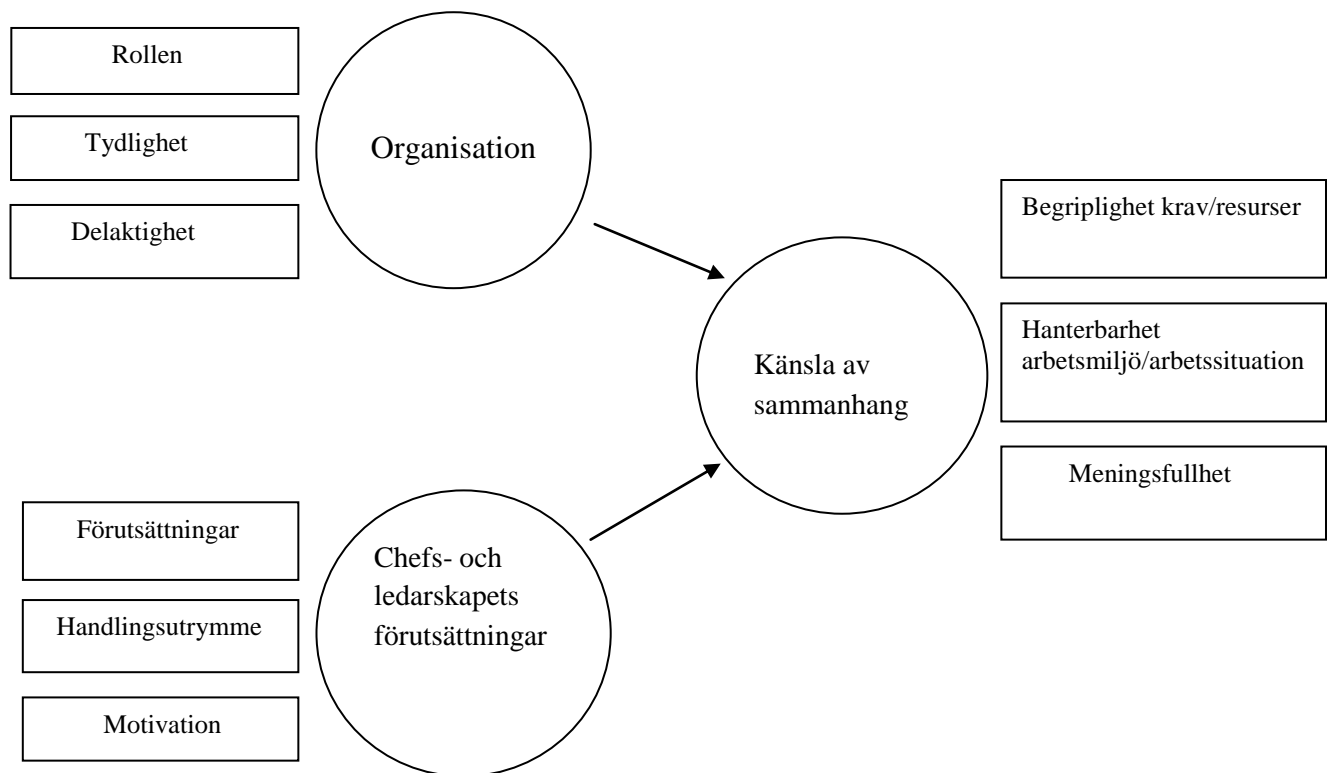 Rollen
Tydlighet
Delaktighet
Organisation
Förutsättningar
Handlingsutrymme
Motivation
Chefs- och
ledarskapets
förutsättningar
Känsla av
sammanhang
Begriplighet krav/resurser
Hanterbarhet
arbetsmiljö/arbetssituation
Meningsfullhet